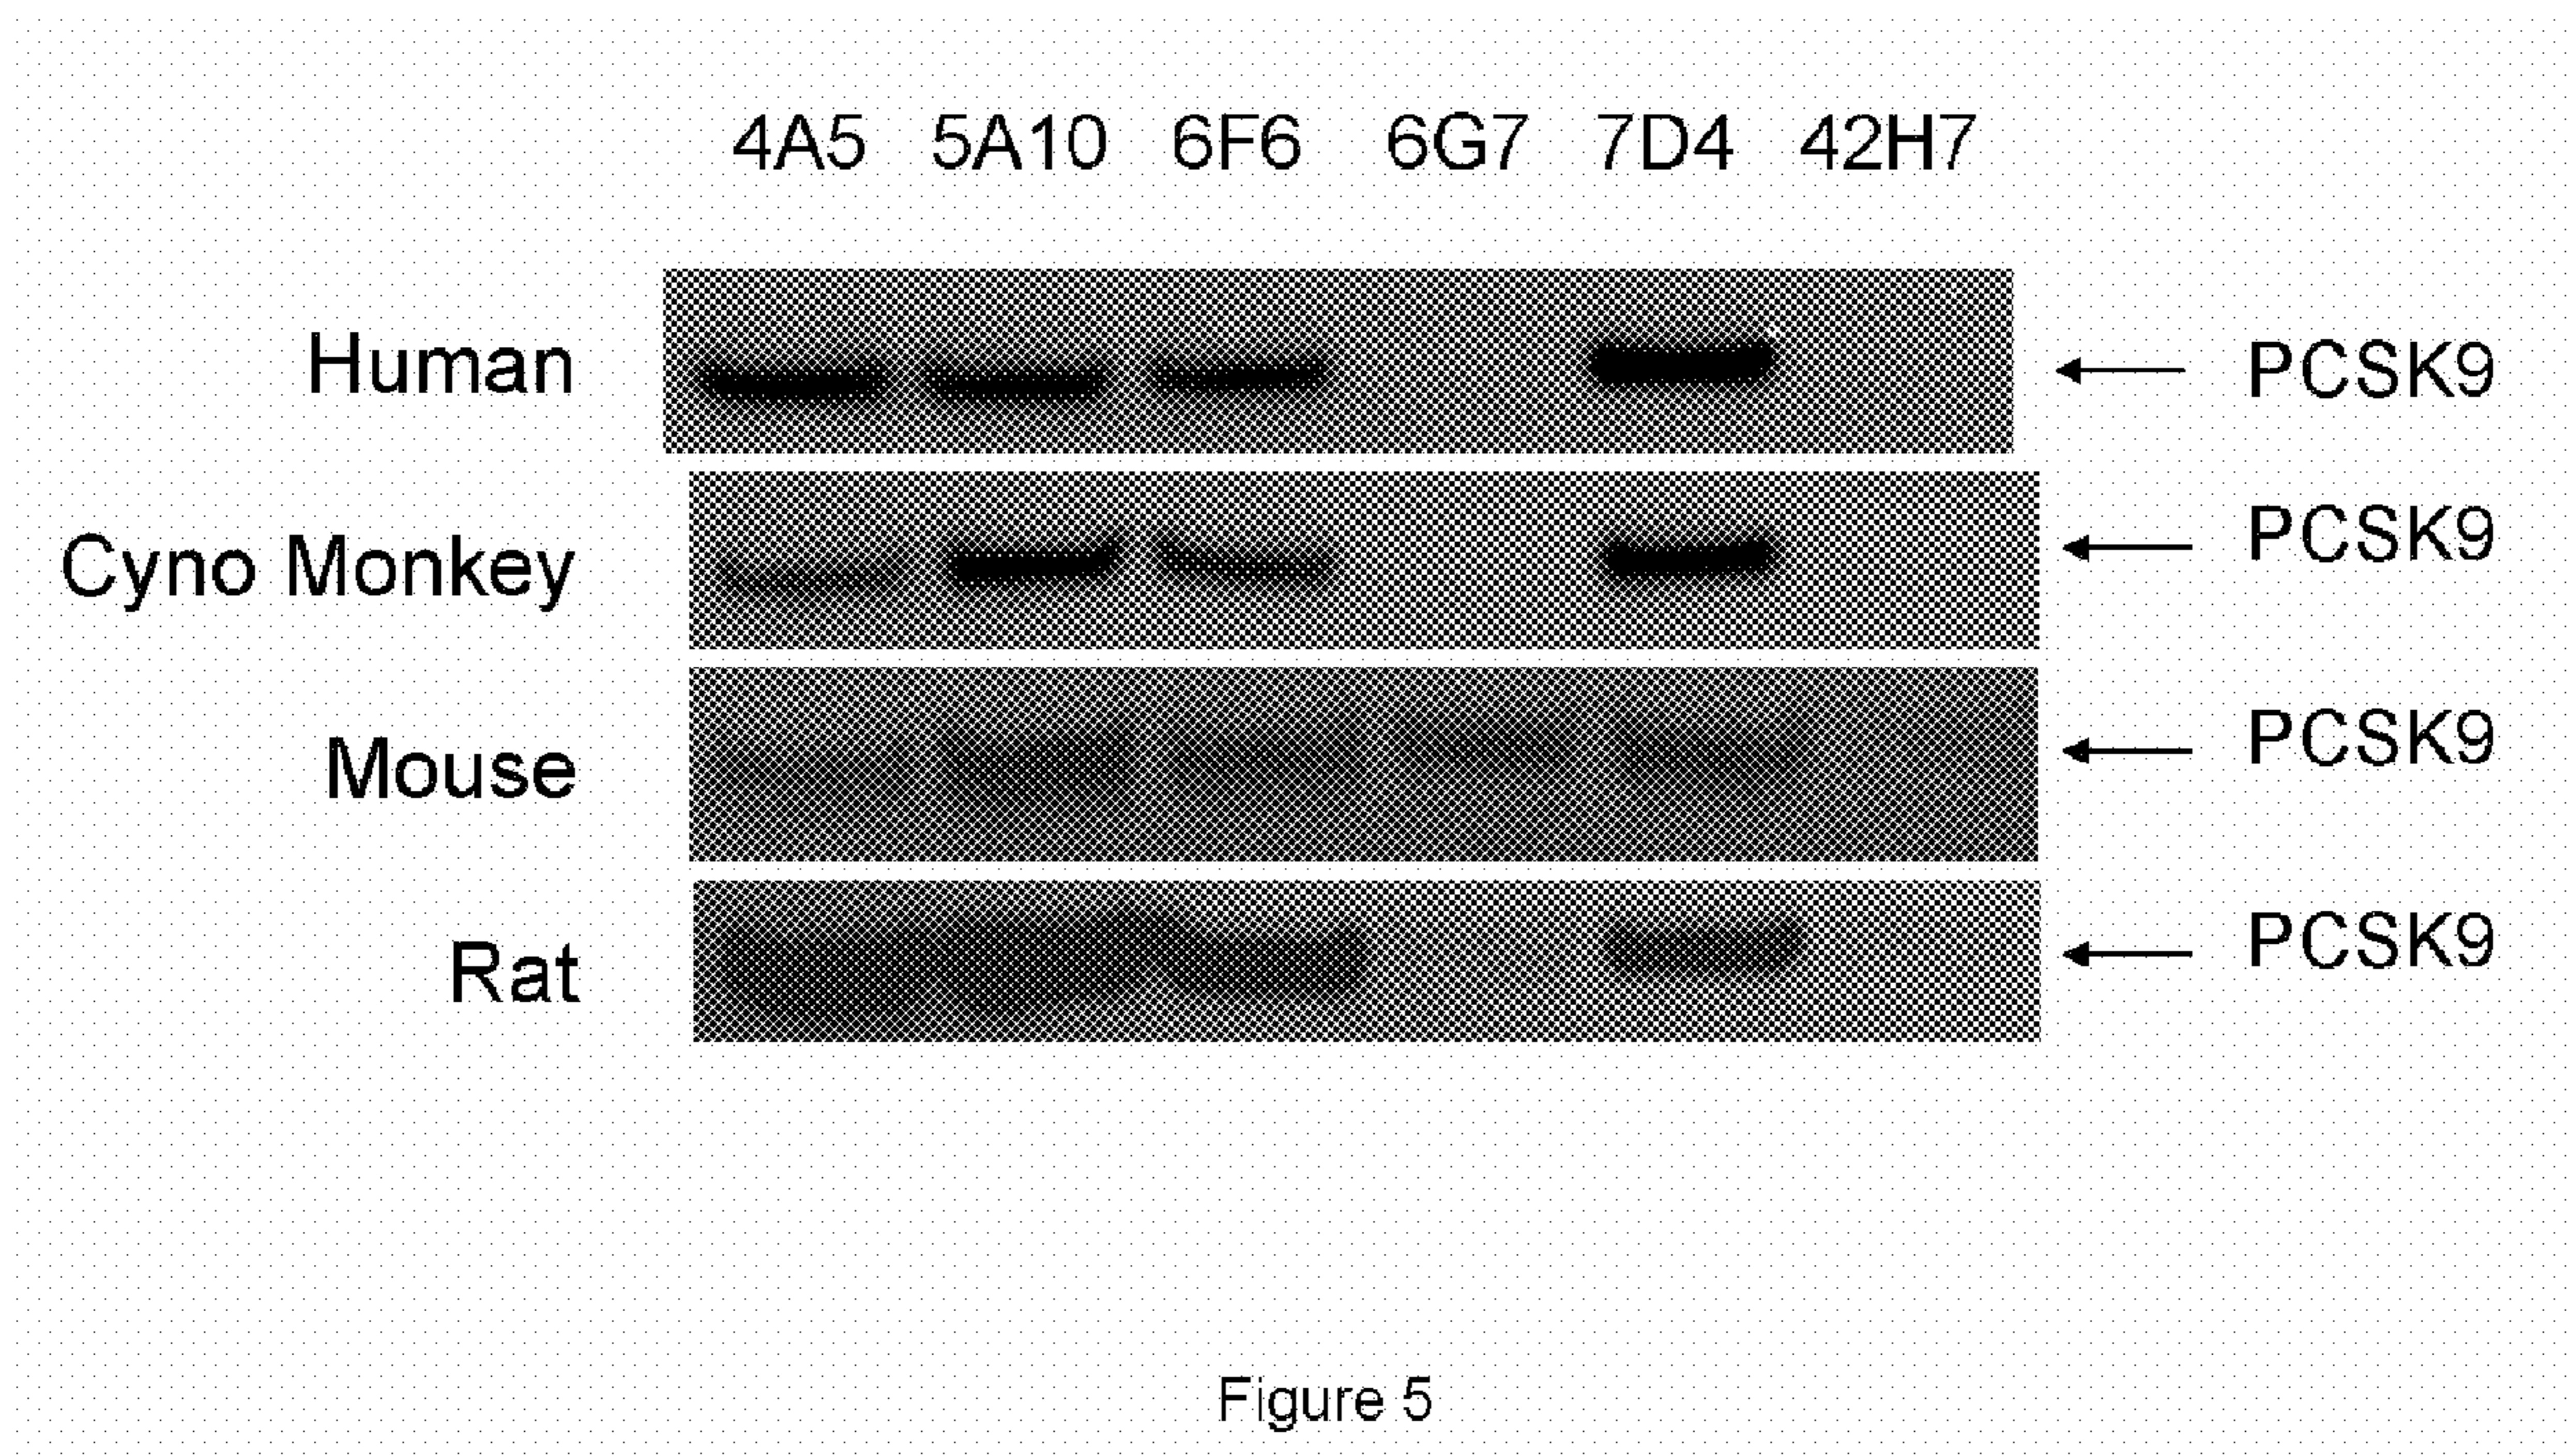 4A5 5A10 6F6 6G7 7D4 42H7
Human PCSK9
Cyno Monkey PCSK9
Mouse PCSK9
Rat PCSK9
Figure 5